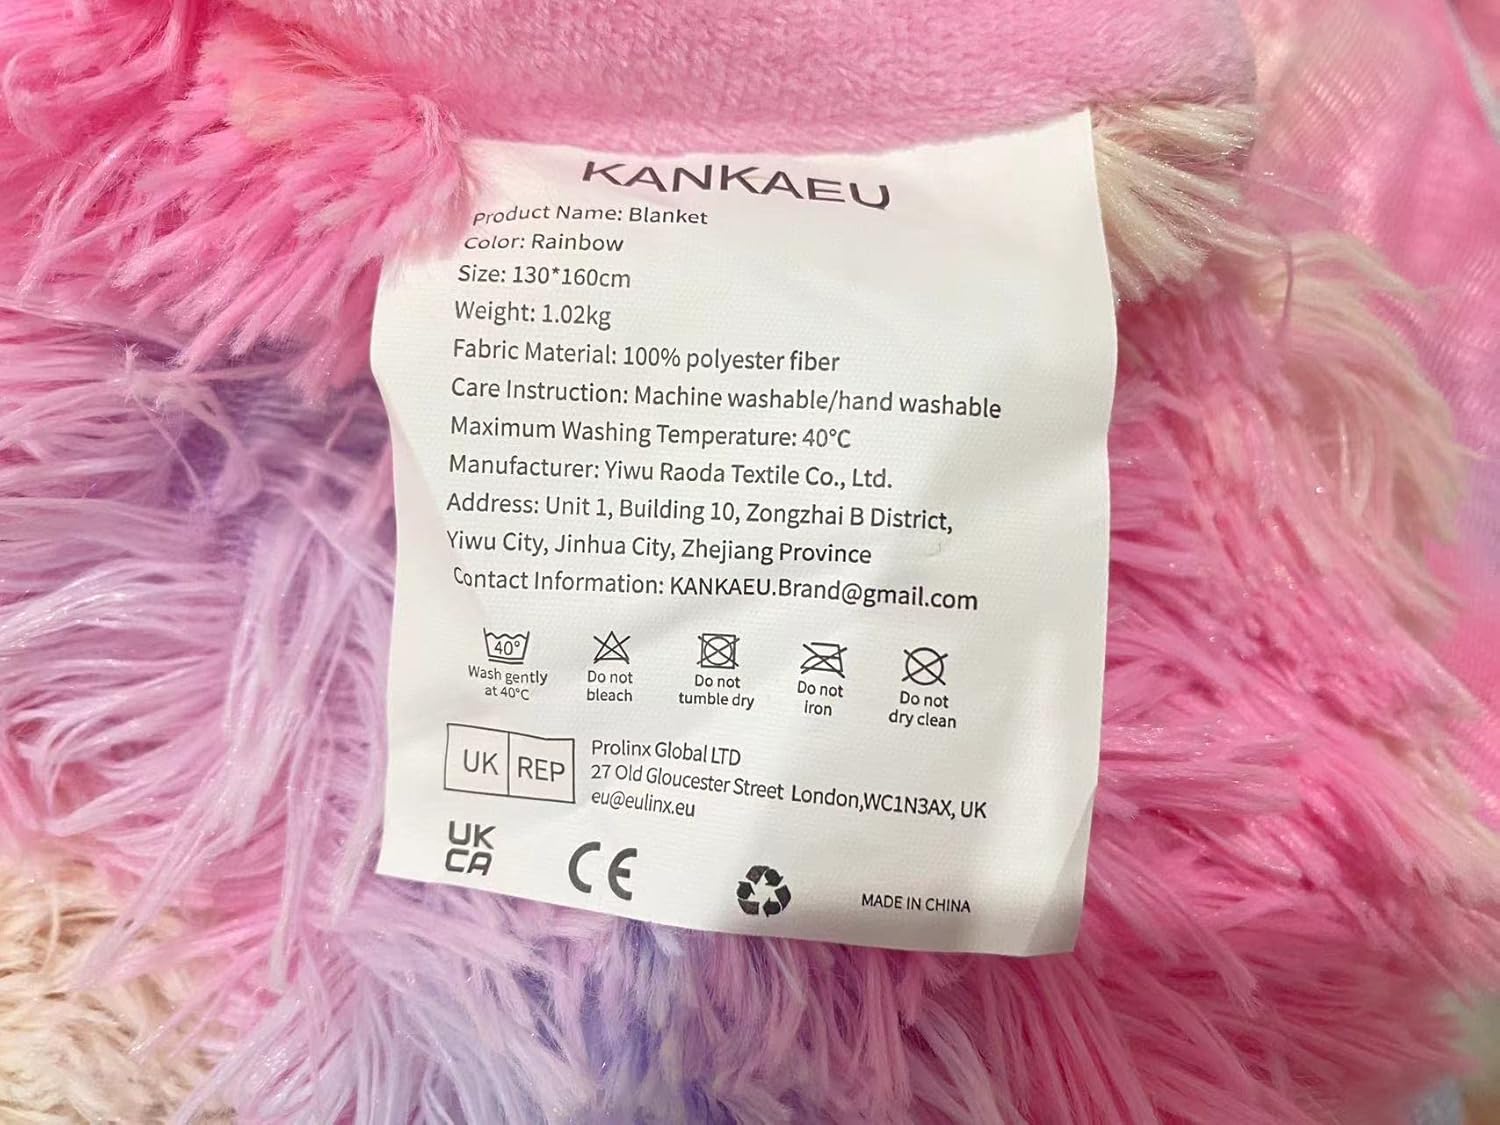 KANKAEU
Product Name: Blanket
Color: Rainbow
Size: 130*160cm
Weight: 1.02kg
Fabric Material: 100% polyester fiber
Care Instruction: Machine washable/hand washable
Maximum Washing Temperature: 40°C
Manufacturer: Yiwu Raoda Textile Co., Ltd.
Address: Unit 1, Building 10, Zongzhai B District,
Yiwu City, Jinhua City, Zhejiang Province
Contact Information: KANKAEU.Brand@gmail.com
40°
Wash gently
at 40°C
Do not
bleach
Do not
tumble dry
Do not
iron
Do not
dry clean
UK REP
Prolinx Global LTD
27 Old Gloucester Street London,WC1N3AX, UK
eu@eulinx.eu
UK
CA
CE
MADE IN CHINA